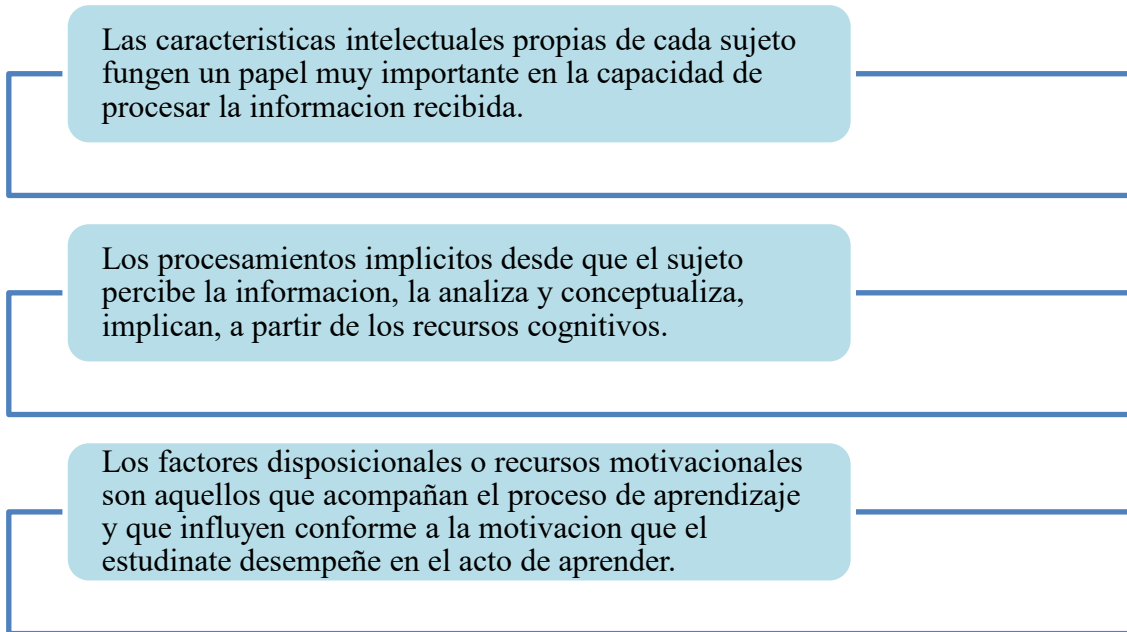 Las caracteristicas intelectuales propias de cada sujeto
fungen un papel muy importante en la capacidad de
procesar la informacion recibida.
Los procesamientos implicitos desde que el sujeto
percibe la informacion, la analiza y conceptualiza,
implican, a partir de los recursos cognitivos.
Los factores disposicionales o recursos motivacionales
son aquellos que acompañan el proceso de aprendizaje
y que influyen conforme a la motivacion que el
estudinate desempeñe en el acto de aprender.